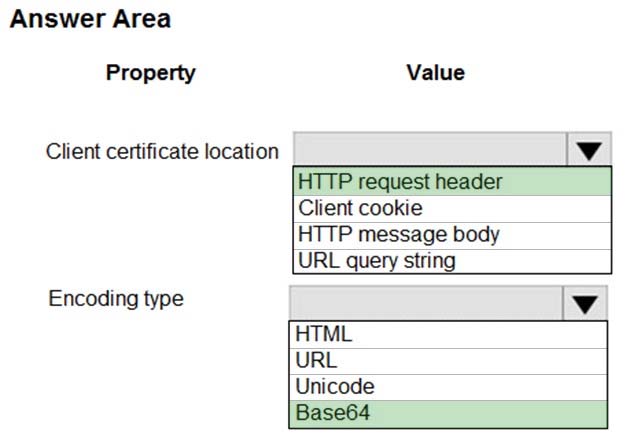 Answer Area
Property Value
Client certificate location
HTTP request header
Client cookie
HTTP message body
URL query string
Encoding type
HTML
URL
Unicode
Base64